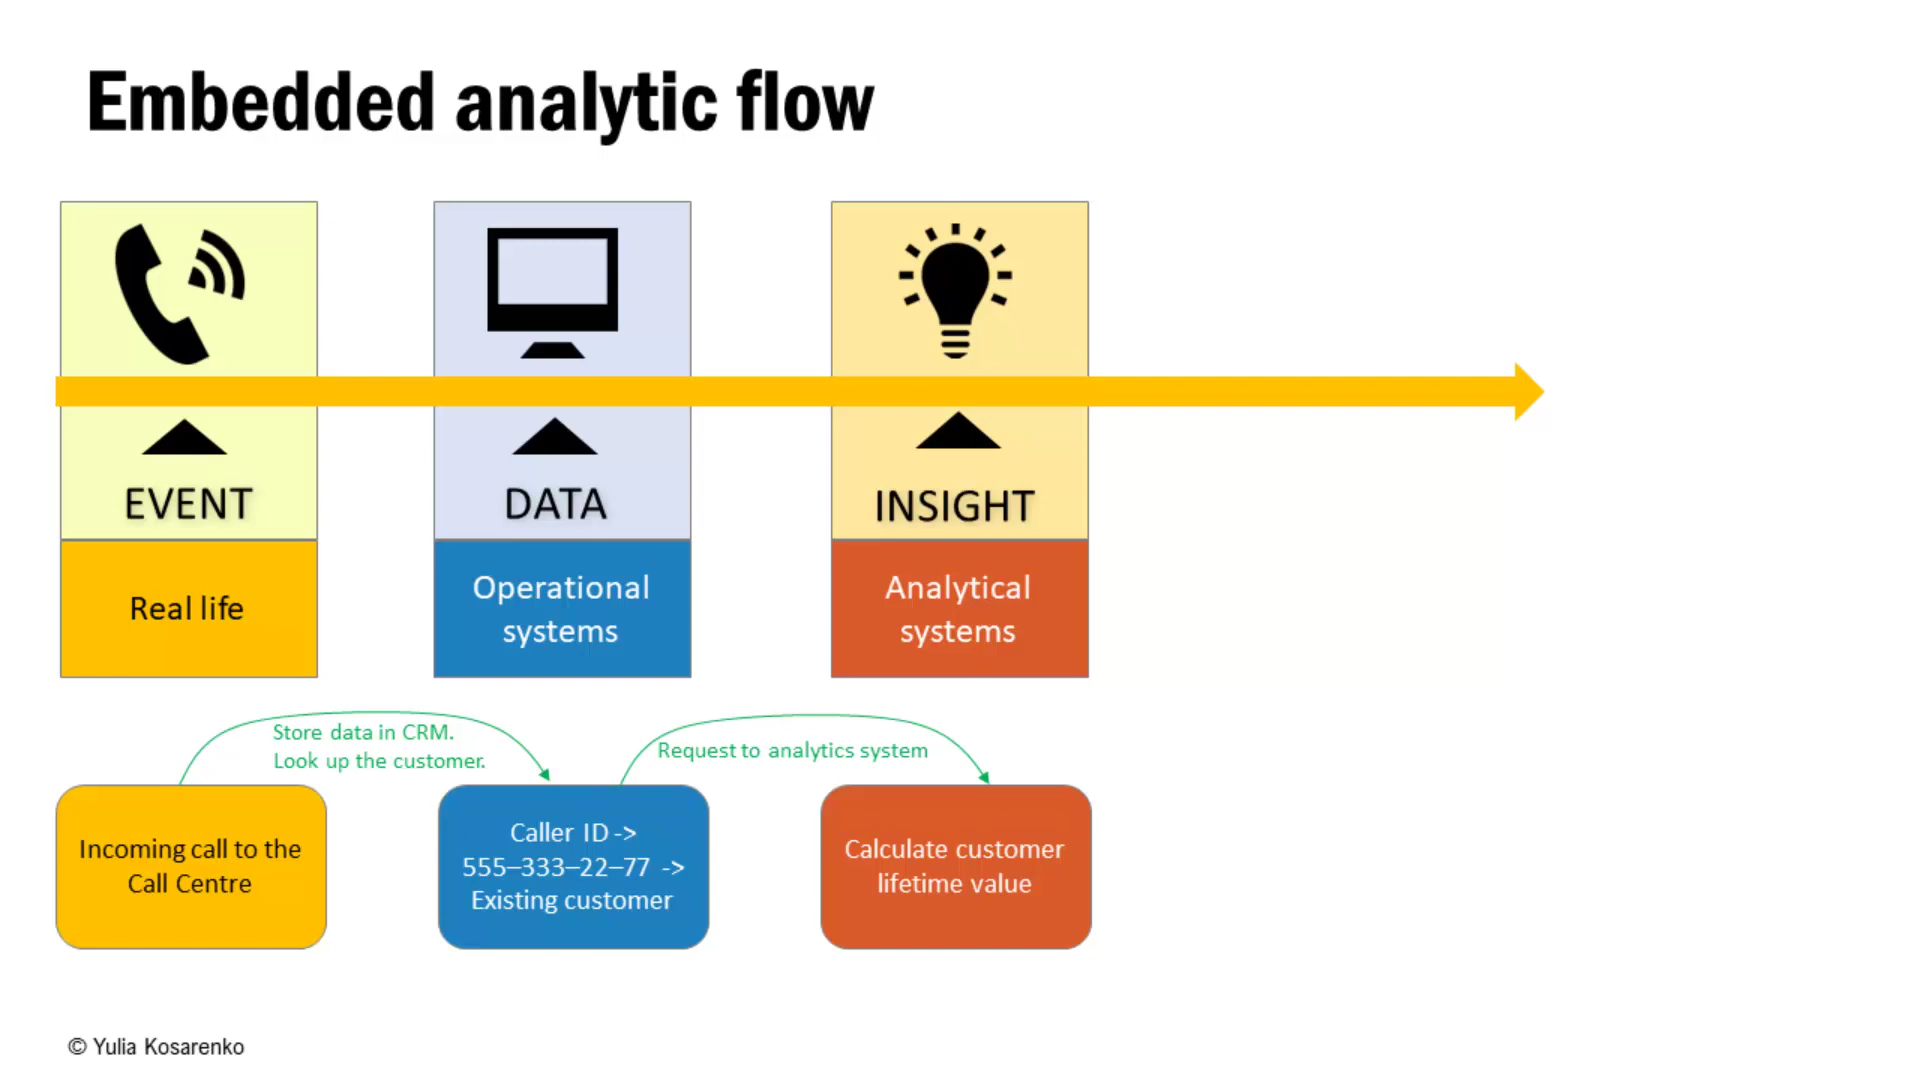 Embedded analytic flow
EVENT
DATA
INSIGHT
Real life
Operational
systems
Analytical
systems
Store data in CRM.
Look up the customer.
Request to analytics system
Incoming call to the
Call Centre
Caller ID ->
555–333–22–77 ->
Existing customer
Calculate customer
lifetime value
© Yulia Kosarenko